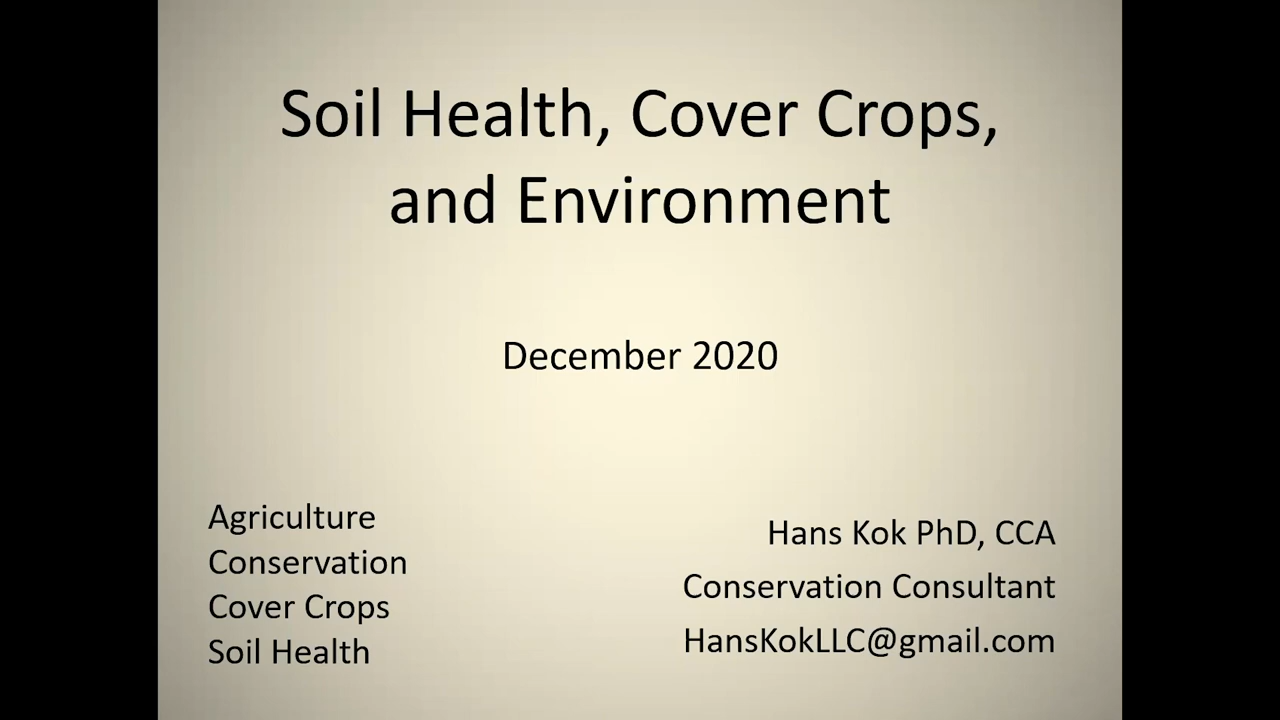 Soil Health, Cover Crops,
and Environment
December 2020
Agriculture
Conservation
Cover Crops
Soil Health
Hans Kok PhD, CCA
Conservation Consultant
HansKokLLC@gmail.com